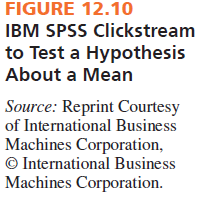 FIGURE 12.10
IBM SPSS Clickstream
to Test a Hypothesis
About a Mean
Source: Reprint Courtesy
of International Business
Machines Corporation,
© International Business
Machines Corporation.